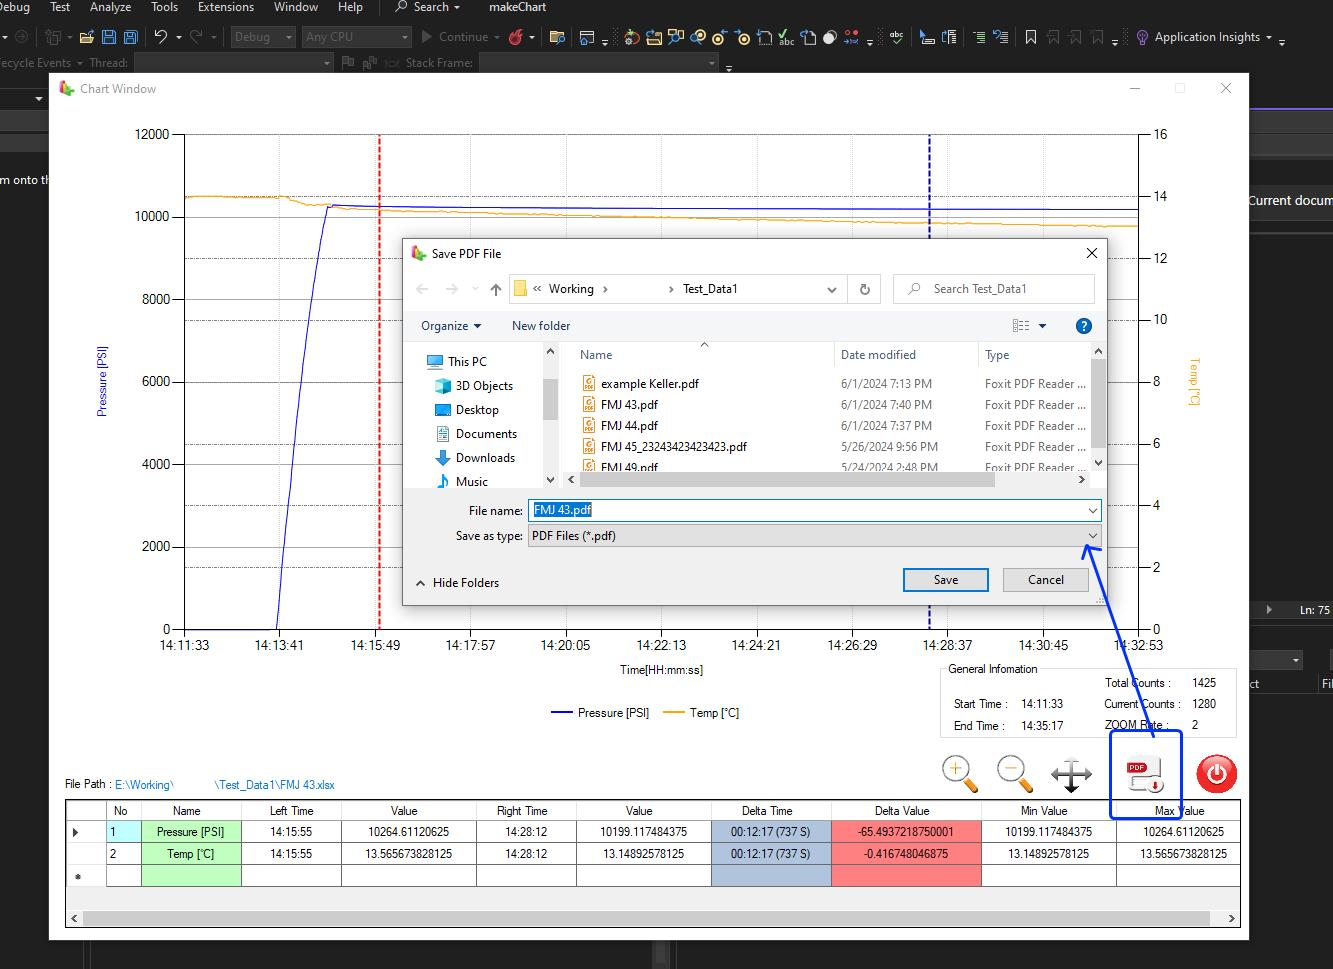 Debug Test Analyze Tools Extensions Window Help Search makeChart
Debug Any CPU Continue Application Insights
ecycle Events Thread: Stack Frame:
Chart Window
m onto th
Current docum
12000 16
10000 14
8000 12
10
6000 8
6
4000 4
2000 2
0 0
Pressure [PSI]
Temp [°C]
14:11:33 14:13:41 14:15:49 14:17:57 14:20:05 14:22:13 14:24:21 14:26:29 14:28:37 14:30:45 14:32:53
Time[HH:mm:ss]
Pressure [PSI] Temp [°C]
Save PDF File
« Working > > Test_Data1 Search Test_Data1
Organize New folder
This PC
3D Objects
Desktop
Documents
Downloads
Music
Name Date modified Type
example Keller.pdf 6/1/2024 7:13 PM Foxit PDF Reader ...
FMJ 43.pdf 6/1/2024 7:40 PM Foxit PDF Reader ...
FMJ 44.pdf 6/1/2024 7:37 PM Foxit PDF Reader ...
FMJ 45_23243423423423.pdf 5/26/2024 9:56 PM Foxit PDF Reader ...
FMJ 49.pdf 5/24/2024 2:48 PM Foxit PDF Reader ...
File name: FMJ 43.pdf
Save as type: PDF Files (*.pdf)
Hide Folders Save Cancel
Ln: 75
ct Fil
General Infomation
Total Counts : 1425
Start Time : 14:11:33 Current Counts : 1280
End Time : 14:35:17 ZOOM Rate : 2
PDF
File Path : E:\Working\ \Test_Data1\FMJ 43.xlsx
No Name Left Time Value Right Time Value Delta Time Delta Value Min Value Max Value
1 Pressure [PSI] 14:15:55 10264.61120625 14:28:12 10199.117484375 00:12:17 (737 S) -65.4937218750001 10199.117484375 10264.61120625
2 Temp [°C] 14:15:55 13.565673828125 14:28:12 13.14892578125 00:12:17 (737 S) -0.416748046875 13.14892578125 13.565673828125